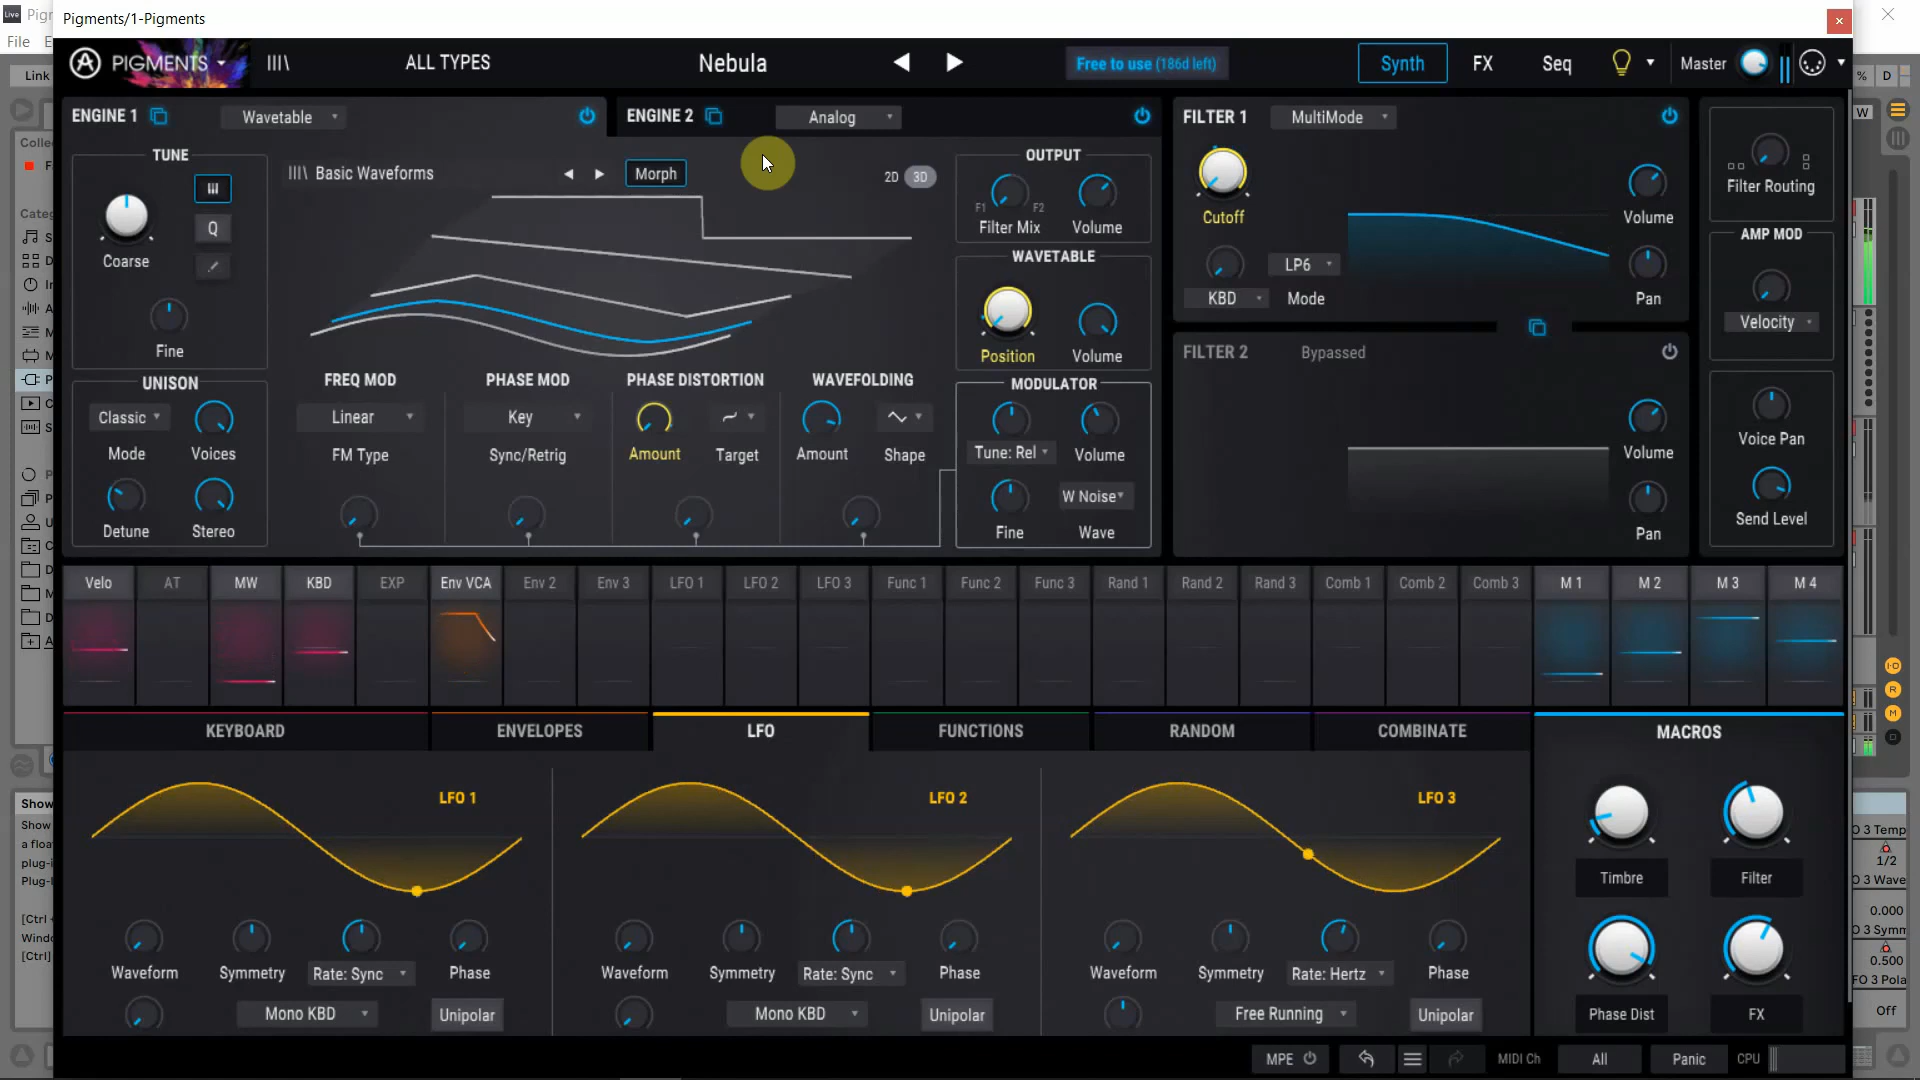 Live
Pigments/1-Pigments
File
Link
PIGMENTS
ALL TYPES
Nebula
Free to use (186d left)
Synth
FX
Seq
Master
% D
ENGINE 1
Wavetable
ENGINE 2
Analog
FILTER 1
MultiMode
W
TUNE
Basic Waveforms
Morph
2D 3D
OUTPUT
Coarse
Q
F1 F2
Filter Mix
Volume
Cutoff
Volume
Filter Routing
AMP MOD
WAVETABLE
KBD
LP6
Mode
Pan
Velocity
Fine
Position
Volume
FILTER 2
Bypassed
UNISON
Classic
Mode
Voices
Detune
Stereo
FREQ MOD
PHASE MOD
PHASE DISTORTION
WAVEFOLDING
MODULATOR
Linear
Key
FM Type
Sync/Retrig
Amount
Target
Amount
Shape
Tune: Rel
Volume
W Noise
Fine
Wave
Volume
Pan
Voice Pan
Send Level
Velo
AT
MW
KBD
EXP
Env VCA
Env 2
Env 3
LFO 1
LFO 2
LFO 3
Func 1
Func 2
Func 3
Rand 1
Rand 2
Rand 3
Comb 1
Comb 2
Comb 3
M 1
M 2
M 3
M 4
KEYBOARD
ENVELOPES
LFO
FUNCTIONS
RANDOM
COMBINATE
MACROS
LFO 1
LFO 2
LFO 3
Waveform
Symmetry
Rate: Sync
Phase
Mono KBD
Unipolar
Waveform
Symmetry
Rate: Sync
Phase
Mono KBD
Unipolar
Waveform
Symmetry
Rate: Hertz
Phase
Free Running
Unipolar
Timbre
Filter
Phase Dist
FX
Show
Show
a floa
plug-i
Plug-I
[Ctrl +
Windo
[Ctrl]
O 3 Temp
1/2
O 3 Wave
0.000
O 3 Symm
0.500
FO 3 Pola
Off
MPE
MIDI Ch
All
Panic
CPU